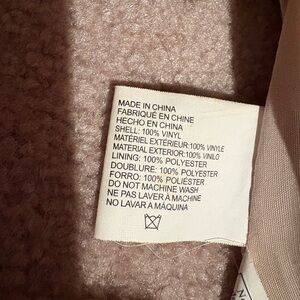 MADE IN CHINA
FABRIQUÉ EN CHINE
HECHO EN CHINA
SHELL: 100% VINYL
MATÉRIEL EXTÉRIEUR:100% VINYLE
MATERIAL EXTERIOR:100% VINILO
LINING: 100% POLYESTER
DOUBLURE: 100% POLYESTER
FORRO: 100% POLIÉSTER
DO NOT MACHINE WASH
NE PAS LAVER À MACHINE
NO LAVAR A MÁQUINA